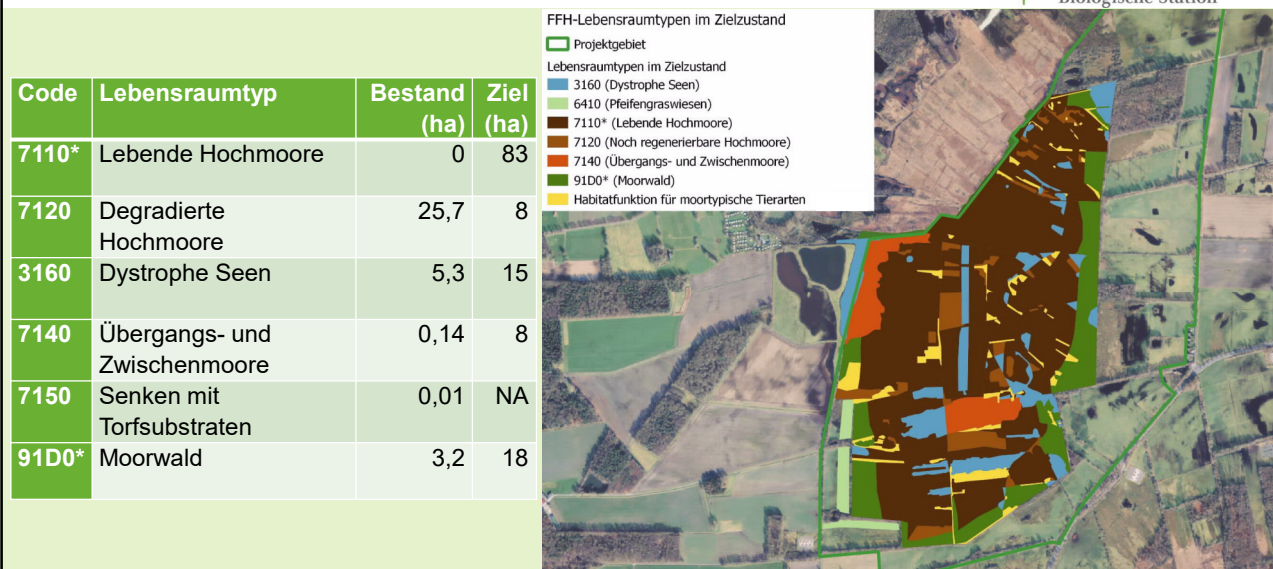 Biologische Station
Code Lebensraumtyp Bestand (ha) Ziel (ha)
7110* Lebende Hochmoore 0 83
7120 Degradierte Hochmoore 25,7 8
3160 Dystrophe Seen 5,3 15
7140 Übergangs- und Zwischenmoore 0,14 8
7150 Senken mit Torfsubstraten 0,01 NA
91D0* Moorwald 3,2 18
FFH-Lebensraumtypen im Zielzustand
Projektgebiet
Lebensraumtypen im Zielzustand
3160 (Dystrophe Seen)
6410 (Pfeifengraswiesen)
7110* (Lebende Hochmoore)
7120 (Noch regenerierbare Hochmoore)
7140 (Übergangs- und Zwischenmoore)
91D0* (Moorwald)
Habitatfunktion für moortypische Tierarten